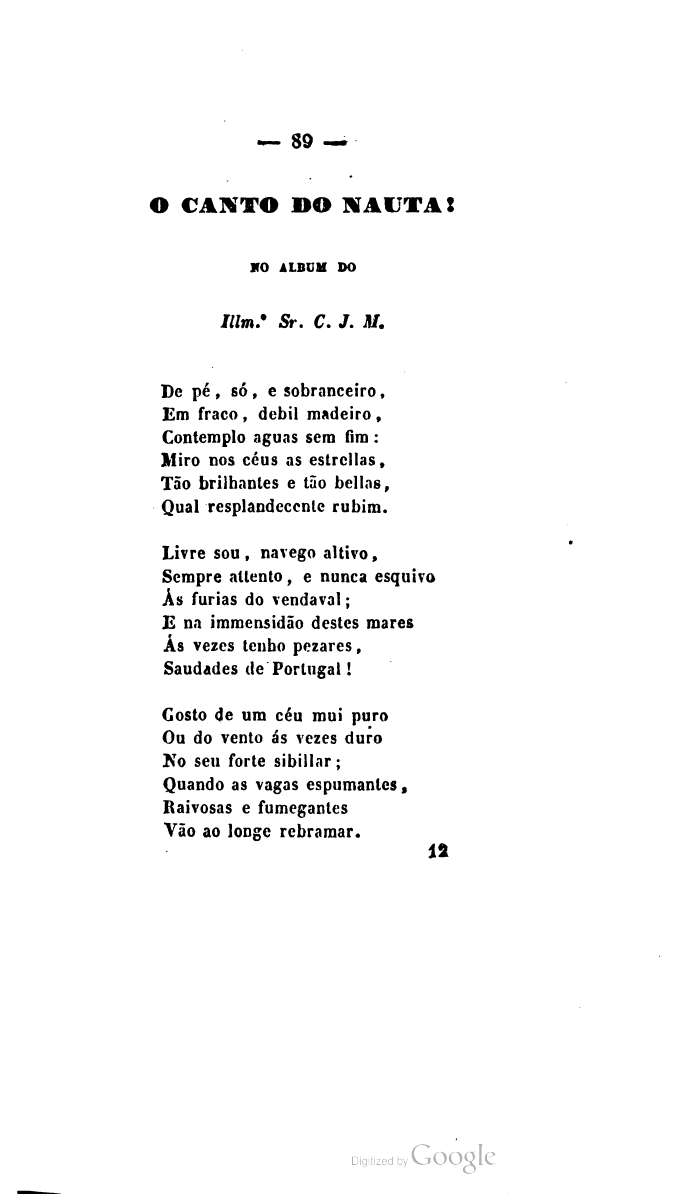 — 89 —
O CANTO DO NAUTA!
NO ALBUM DO
Illm.º Sr. C. J. M.
De pé, só, e sobranceiro,
Em fraco, debil madeiro,
Contemplo aguas sem fim:
Miro nos céus as estrellas,
Tão brilhantes e tão bellas,
Qual resplandecente rubim.
Livre sou, navego altivo,
Sempre attento, e nunca esquivo
Ás furias do vendaval;
E na immensidão destes mares
Ás vezes tenho pezares,
Saudades de Portugal!
Gosto de um céu mui puro
Ou do vento ás vezes duro
No seu forte sibillar;
Quando as vagas espumantes,
Raivosas e fumegantes
Vão ao longe rebramar.
12
Digitized by Google